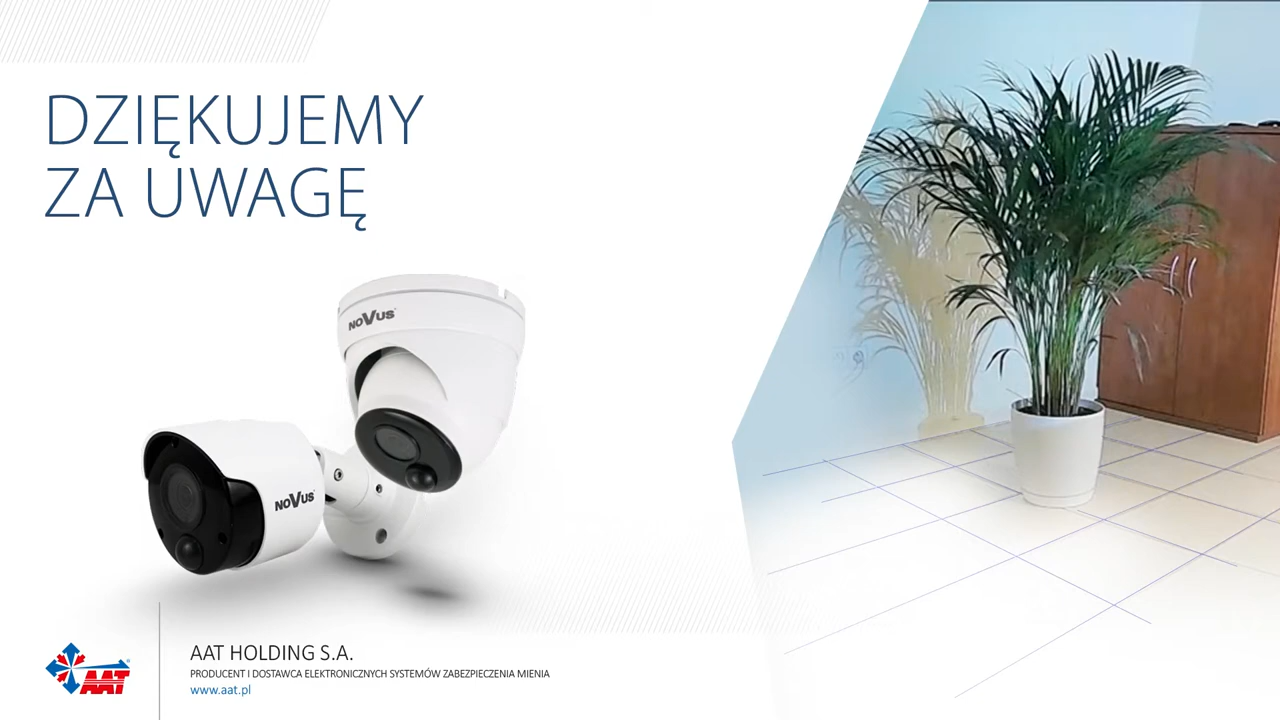 DZIĘKUJEMY
ZA UWAGĘ
NOVUS
NOVUS
AAT
AAT HOLDING S.A.
PRODUCENT I DOSTAWCA ELEKTRONICZNYCH SYSTEMÓW ZABEZPIECZENIA MIENIA
www.aat.pl